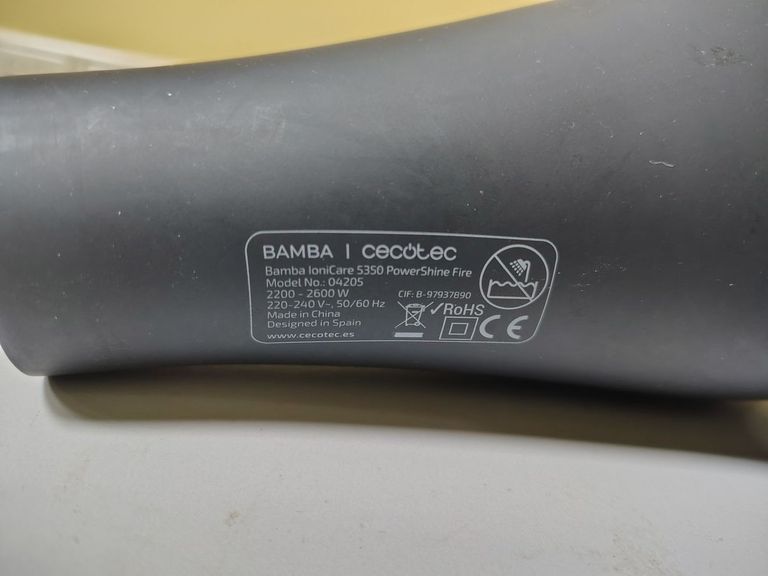 BAMBA | cecotec
Bamba IoniCare 5350 PowerShine Fire
Model No.: 04205
2200 - 2600 W
220-240 V~, 50/60 Hz
Made in China
Designed in Spain
www.cecotec.es
CIF: B-97937890
✓RoHS
CE